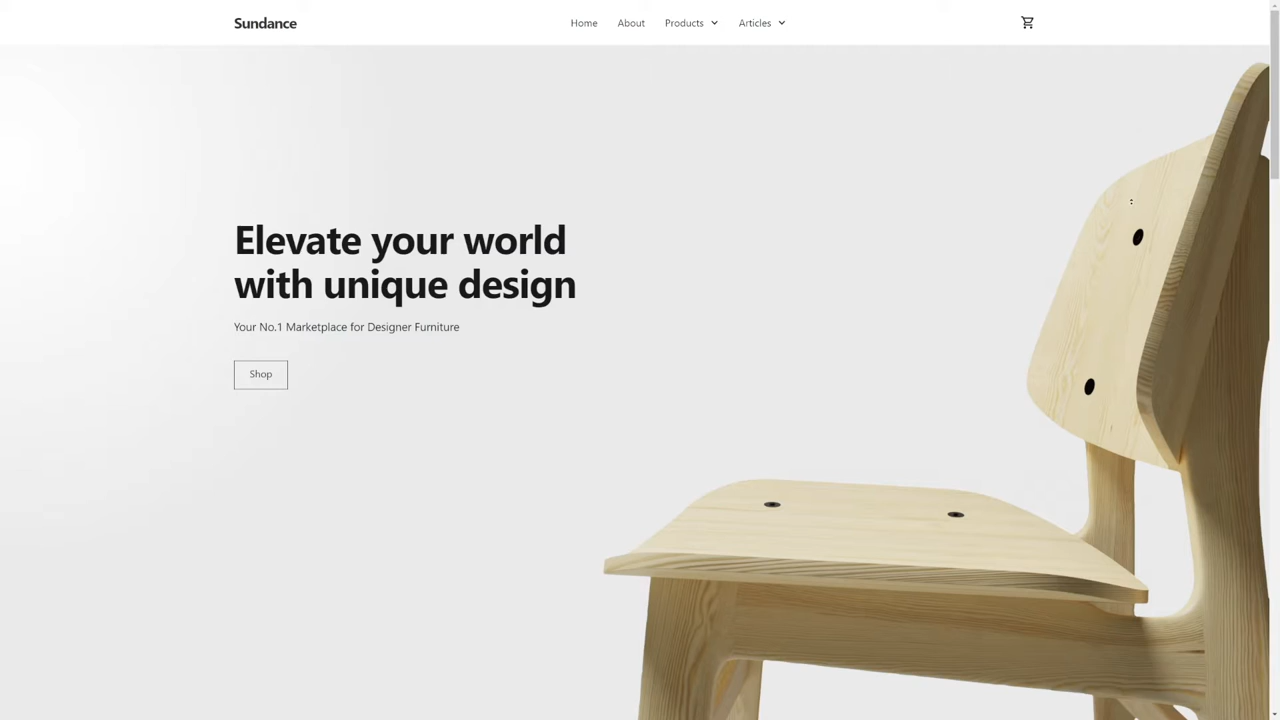 Sundance
Home About Products Articles
Elevate your world
with unique design
Your No.1 Marketplace for Designer Furniture
Shop